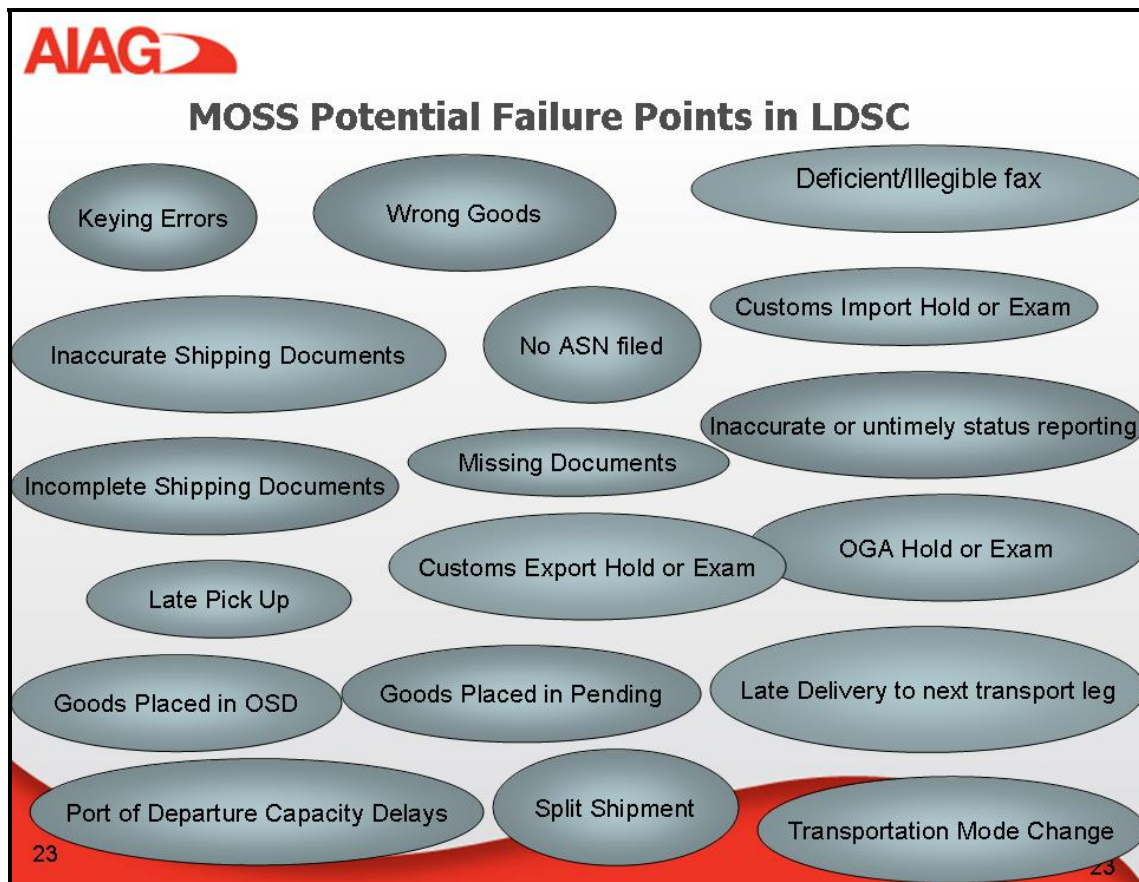 AIAG
MOSS Potential Failure Points in LDSC
Keying Errors
Wrong Goods
Deficient/Illegible fax
Inaccurate Shipping Documents
No ASN filed
Customs Import Hold or Exam
Inaccurate or untimely status reporting
Incomplete Shipping Documents
Missing Documents
Customs Export Hold or Exam
OGA Hold or Exam
Late Pick Up
Goods Placed in OSD
Goods Placed in Pending
Late Delivery to next transport leg
Port of Departure Capacity Delays
Split Shipment
Transportation Mode Change
23
23